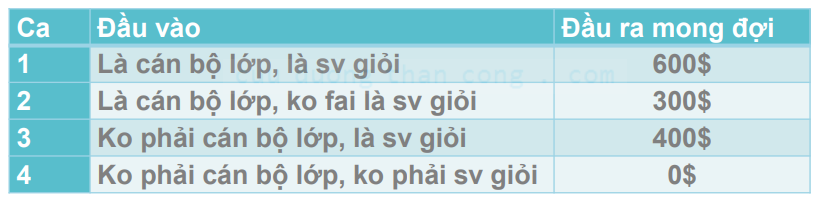 Ca Đầu vào Đầu ra mong đợi
1 Là cán bộ lớp, là sv giỏi 600$
2 Là cán bộ lớp, ko fai là sv giỏi 300$
3 Ko phải cán bộ lớp, là sv giỏi 400$
4 Ko phải cán bộ lớp, ko phải sv giỏi 0$